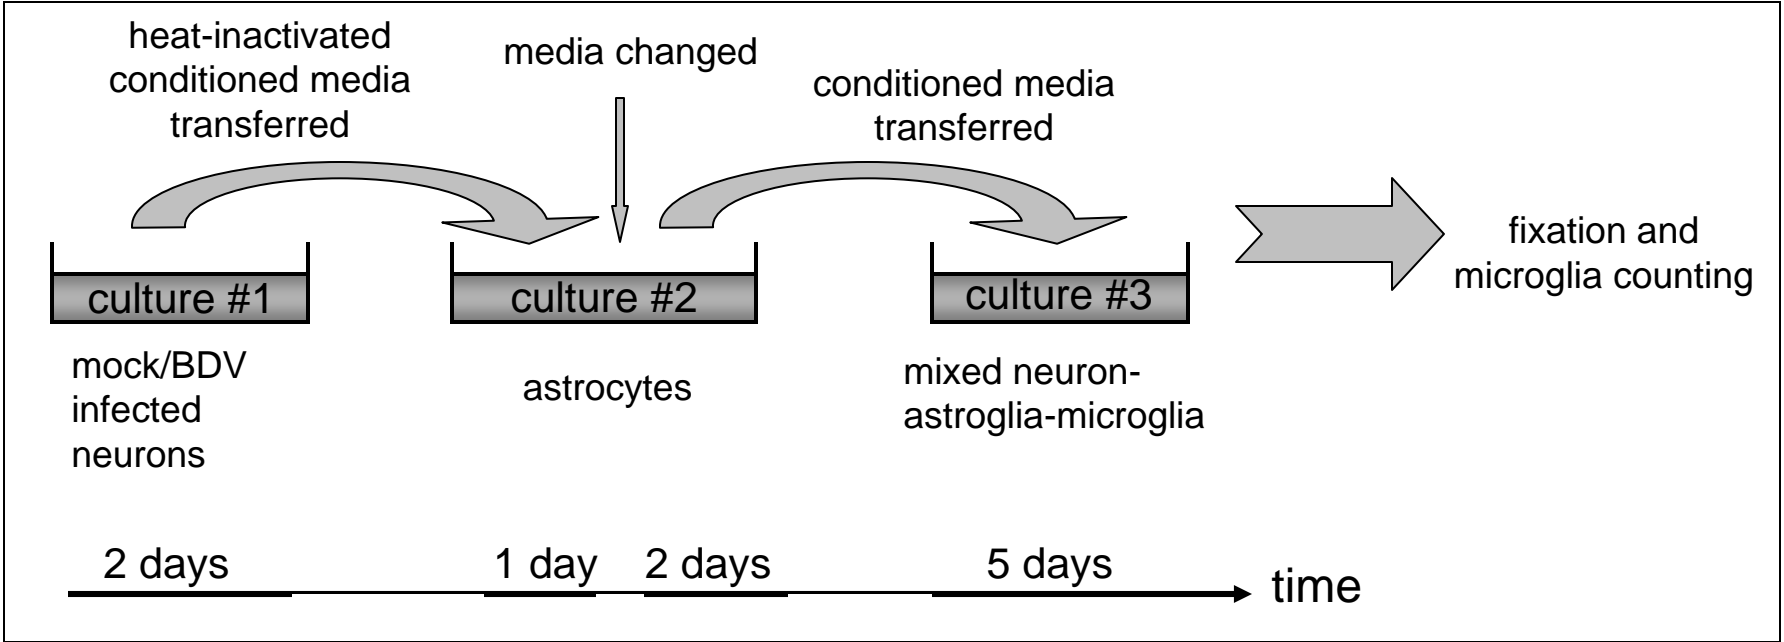 heat-inactivated
conditioned media
transferred
media changed
conditioned media
transferred
culture #1
culture #2
culture #3
fixation and
microglia counting
mock/BDV
infected
neurons
astrocytes
mixed neuron-
astroglia-microglia
2 days
1 day
2 days
5 days
time